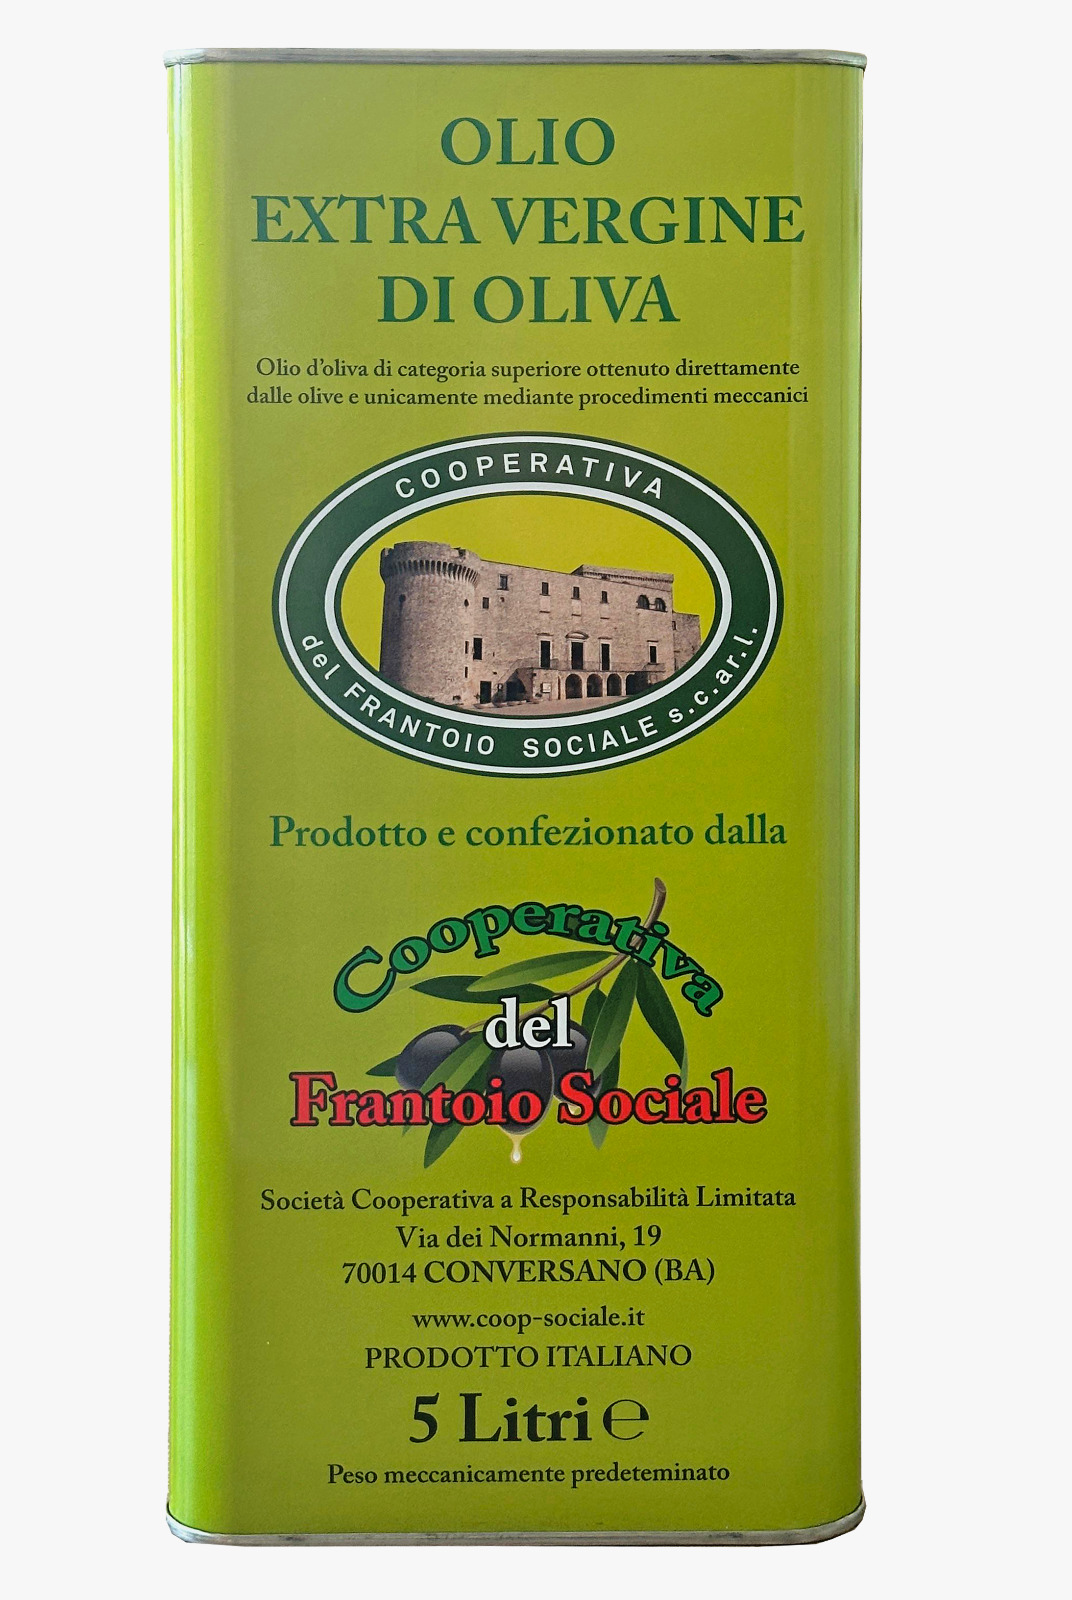 OLIO
EXTRA VERGINE
DI OLIVA
Olio d'oliva di categoria superiore ottenuto direttamente
dalle olive e unicamente mediante procedimenti meccanici
COOPERATIVA
del FRANTOIO SOCIALE s.c.ar.l.
Prodotto e confezionato dalla
Cooperativa
del
Frantoio Sociale
Società Cooperativa a Responsabilità Limitata
Via dei Normanni, 19
70014 CONVERSANO (BA)
www.coop-sociale.it
PRODOTTO ITALIANO
5 Litri ℮
Peso meccanicamente predeteminato